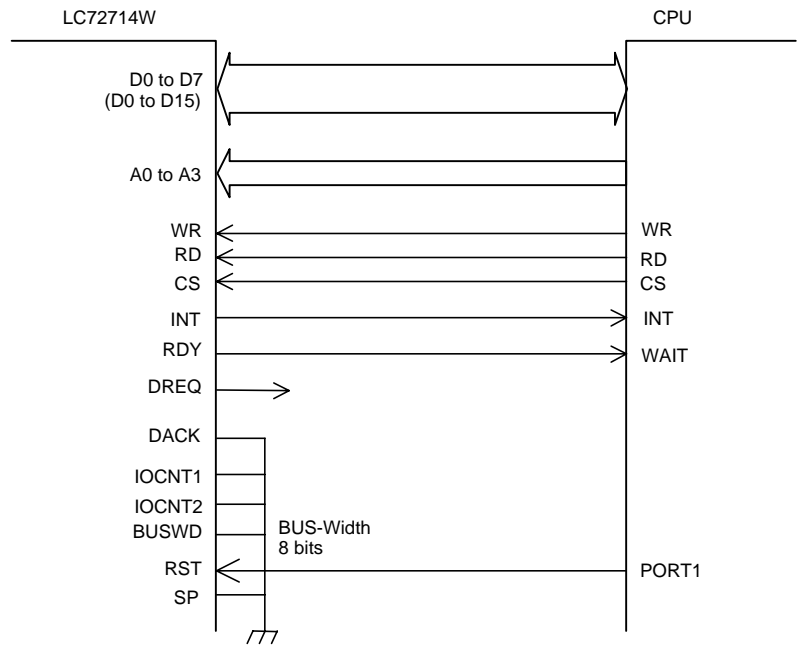 LC72714W
CPU
D0 to D7
(D0 to D15)
A0 to A3
WR
WR
RD
RD
CS
CS
INT
INT
RDY
WAIT
DREQ
DACK
IOCNT1
IOCNT2
BUSWD
BUS-Width
8 bits
RST
PORT1
SP